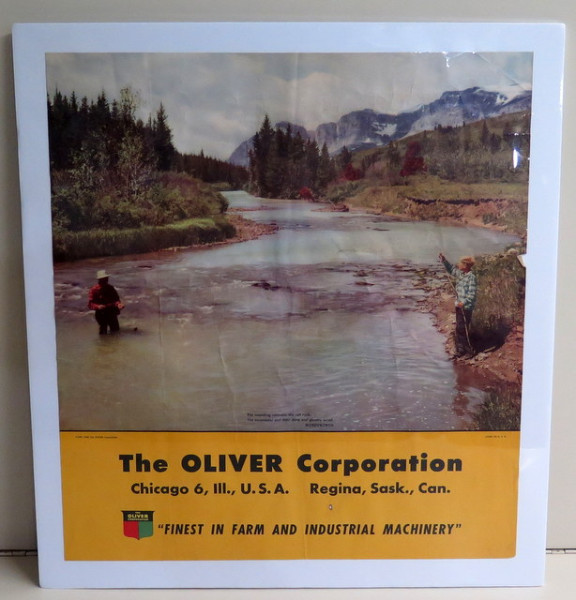 The OLIVER Corporation
Chicago 6, Ill., U.S.A. Regina, Sask., Can.
OLIVER
"FINEST IN FARM AND INDUSTRIAL MACHINERY"